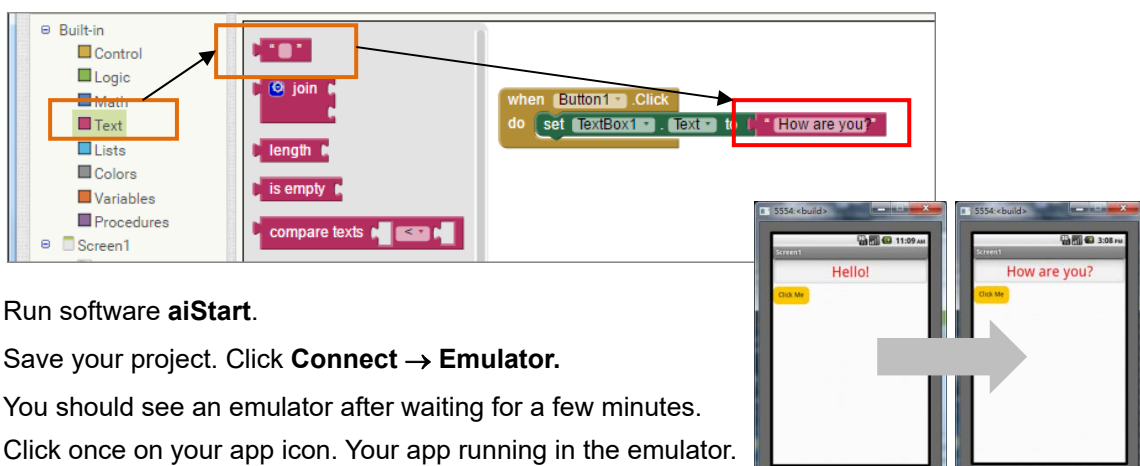 Built-in
Control
Logic
Math
Text
Lists
Colors
Variables
Procedures
Screen1
" "
join
length
is empty
compare texts <
when Button1 .Click
do set TextBox1 . Text to " How are you? "
5554:<build>
11:09 AM
Screen1
Hello!
Click Me
5554:<build>
3:08 PM
Screen1
How are you?
Click Me
Run software aiStart.
Save your project. Click Connect → Emulator.
You should see an emulator after waiting for a few minutes.
Click once on your app icon. Your app running in the emulator.